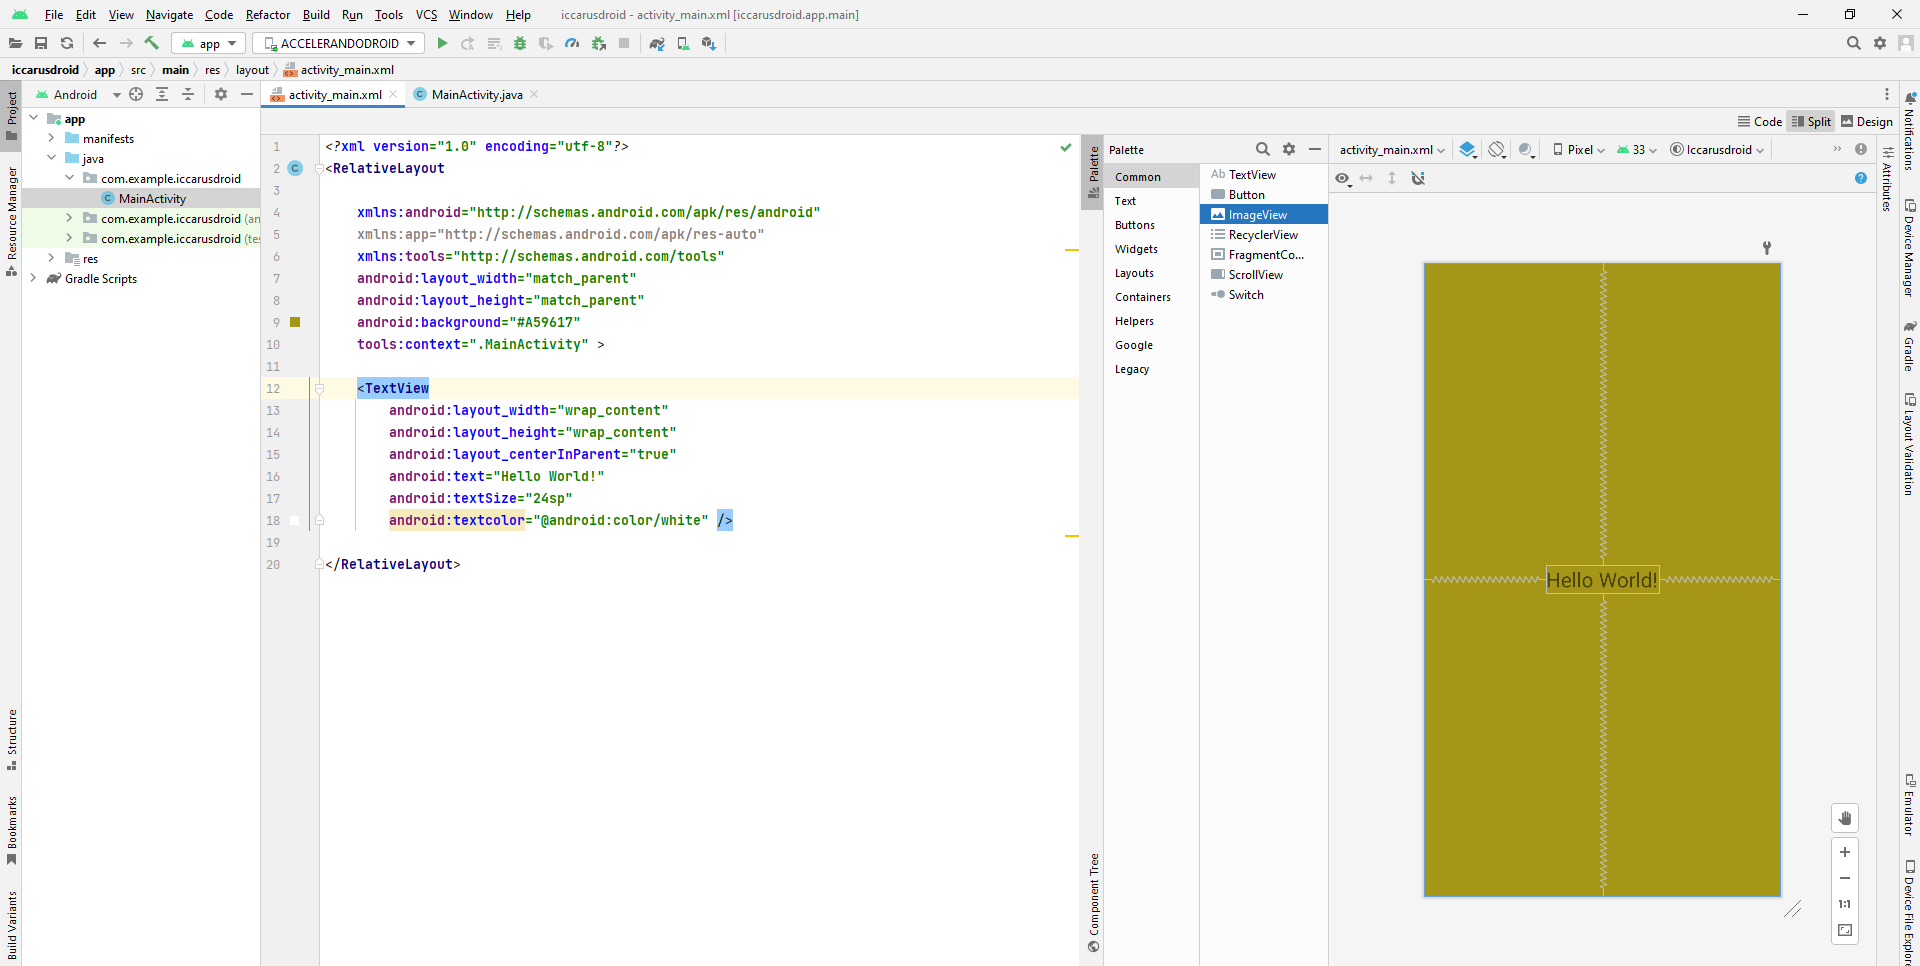 File Edit View Navigate Code Refactor Build Run Tools VCS Window Help iccarusdroid - activity_main.xml [iccarusdroid.app.main]
app ACCELERANDODROID
iccarusdroid app src main res layout activity_main.xml
Project
Resource Manager
Structure
Bookmarks
Build Variants
Android
app
manifests
java
com.example.iccarusdroid
MainActivity
com.example.iccarusdroid (an
com.example.iccarusdroid (te
res
Gradle Scripts
activity_main.xml MainActivity.java
Code Split Design
1 <?xml version="1.0" encoding="utf-8"?>
2 <RelativeLayout
3
4 xmlns:android="http://schemas.android.com/apk/res/android"
5 xmlns:app="http://schemas.android.com/apk/res-auto"
6 xmlns:tools="http://schemas.android.com/tools"
7 android:layout_width="match_parent"
8 android:layout_height="match_parent"
9 android:background="#A59617"
10 tools:context=".MainActivity" >
11
12 <TextView
13 android:layout_width="wrap_content"
14 android:layout_height="wrap_content"
15 android:layout_centerInParent="true"
16 android:text="Hello World!"
17 android:textSize="24sp"
18 android:textcolor="@android:color/white" />
19
20 </RelativeLayout>
Palette
Component Tree
Palette
Common
Text
Buttons
Widgets
Layouts
Containers
Helpers
Google
Legacy
Ab TextView
Button
ImageView
RecyclerView
FragmentCo...
ScrollView
Switch
activity_main.xml Pixel 33 Iccarusdroid
Hello World!
1:1
Attributes
Notifications
Device Manager
Gradle
Layout Validation
Emulator
Device File Explor